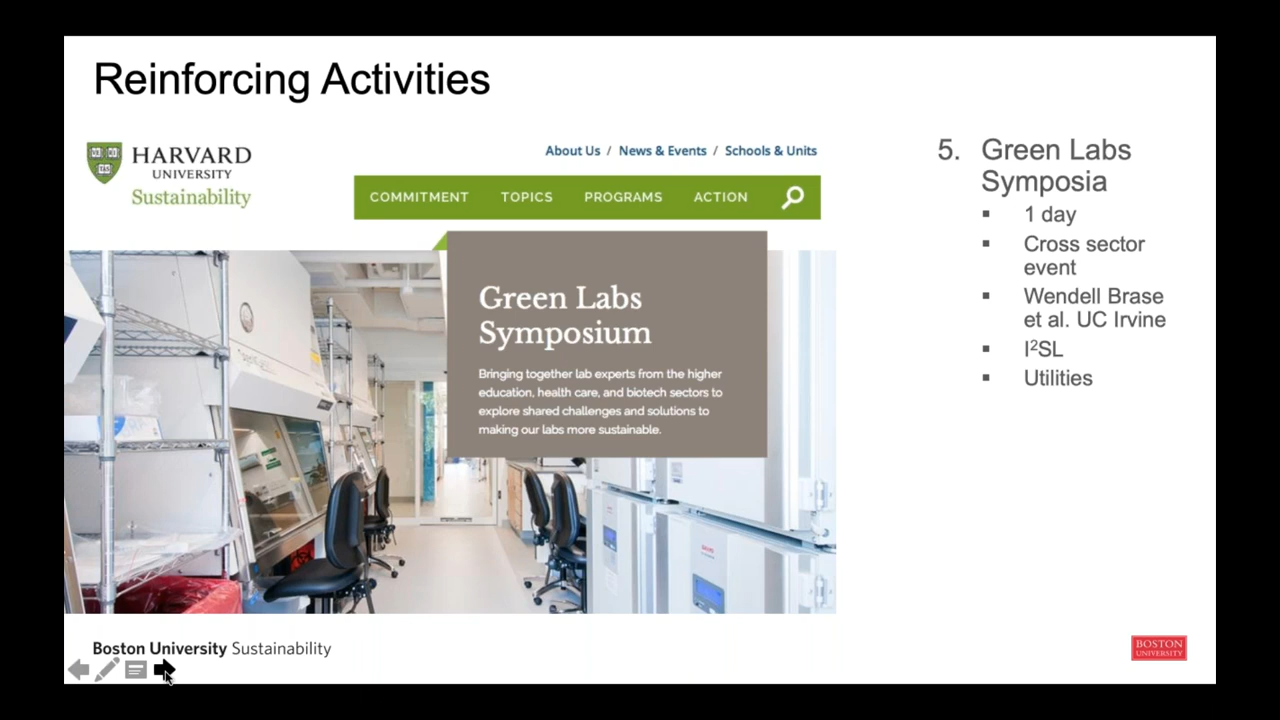 Reinforcing Activities
HARVARD
UNIVERSITY
Sustainability
About Us / News & Events / Schools & Units
COMMITMENT TOPICS PROGRAMS ACTION
Green Labs
Symposium
Bringing together lab experts from the higher
education, health care, and biotech sectors to
explore shared challenges and solutions to
making our labs more sustainable.
5. Green Labs
Symposia
▪ 1 day
▪ Cross sector
event
▪ Wendell Brase
et al. UC Irvine
▪ I²SL
▪ Utilities
Boston University Sustainability
BOSTON
UNIVERSITY